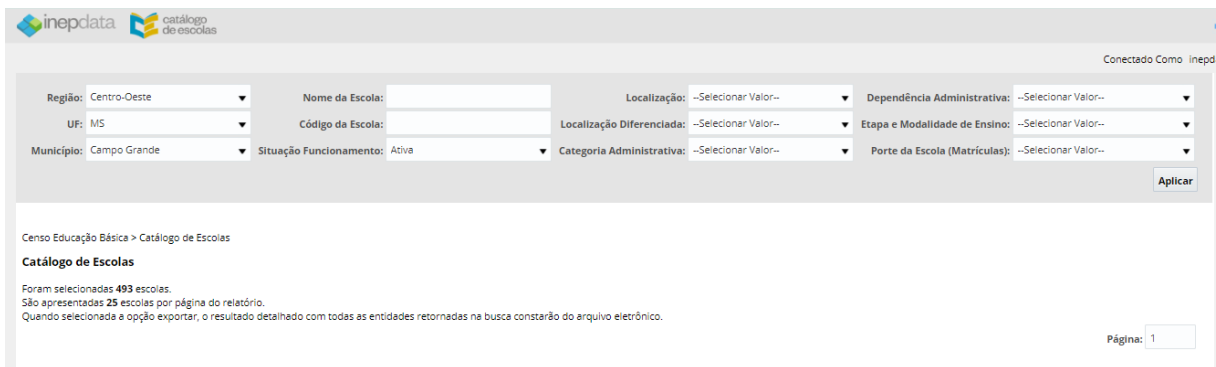 inepdata catálogo de escolas
Conectado Como inepd
Região: Centro-Oeste Nome da Escola: Localização: --Selecionar Valor-- Dependência Administrativa: --Selecionar Valor--
UF: MS Código da Escola: Localização Diferenciada: --Selecionar Valor-- Etapa e Modalidade de Ensino: --Selecionar Valor--
Município: Campo Grande Situação Funcionamento: Ativa Categoria Administrativa: --Selecionar Valor-- Porte da Escola (Matrículas): --Selecionar Valor--
Aplicar
Censo Educação Básica > Catálogo de Escolas
Catálogo de Escolas
Foram selecionadas 493 escolas.
São apresentadas 25 escolas por página do relatório.
Quando selecionada a opção exportar, o resultado detalhado com todas as entidades retornadas na busca constarão do arquivo eletrônico.
Página: 1